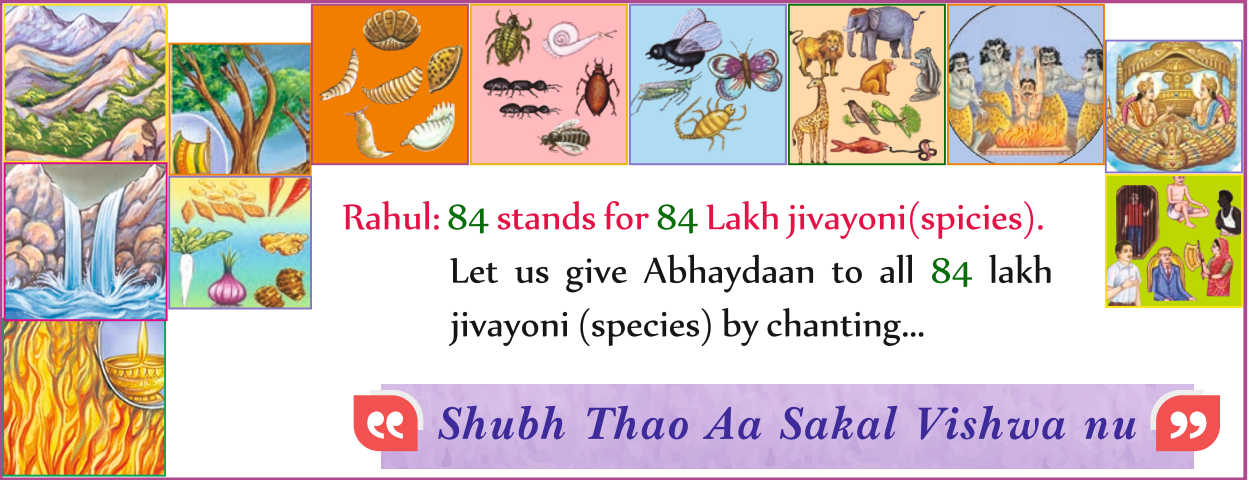 Rahul: 84 stands for 84 Lakh jivayoni(spicies).
Let us give Abhaydaan to all 84 lakh
jivayoni (species) by chanting...
“ Shubh Thao Aa Sakal Vishwa nu ”